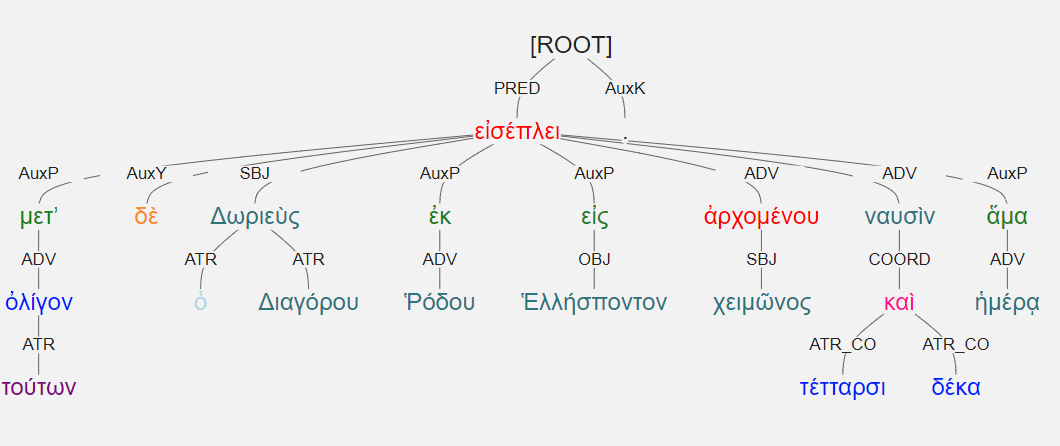 [ROOT]
PRED AuxK
εἰσέπλει .
AuxP AuxY SBJ AuxP AuxP ADV ADV AuxP
μετ’ δὲ Δωριεὺς ἐκ εἰς ἀρχομένου ναυσὶν ἅμα
ADV ATR ATR ADV OBJ SBJ COORD ADV
ὀλίγον ὁ Διαγόρου Ῥόδου Ἑλλήσποντον χειμῶνος καὶ ἡμέρᾳ
ATR ATR_CO ATR_CO
τούτων τέτταρσι δέκα